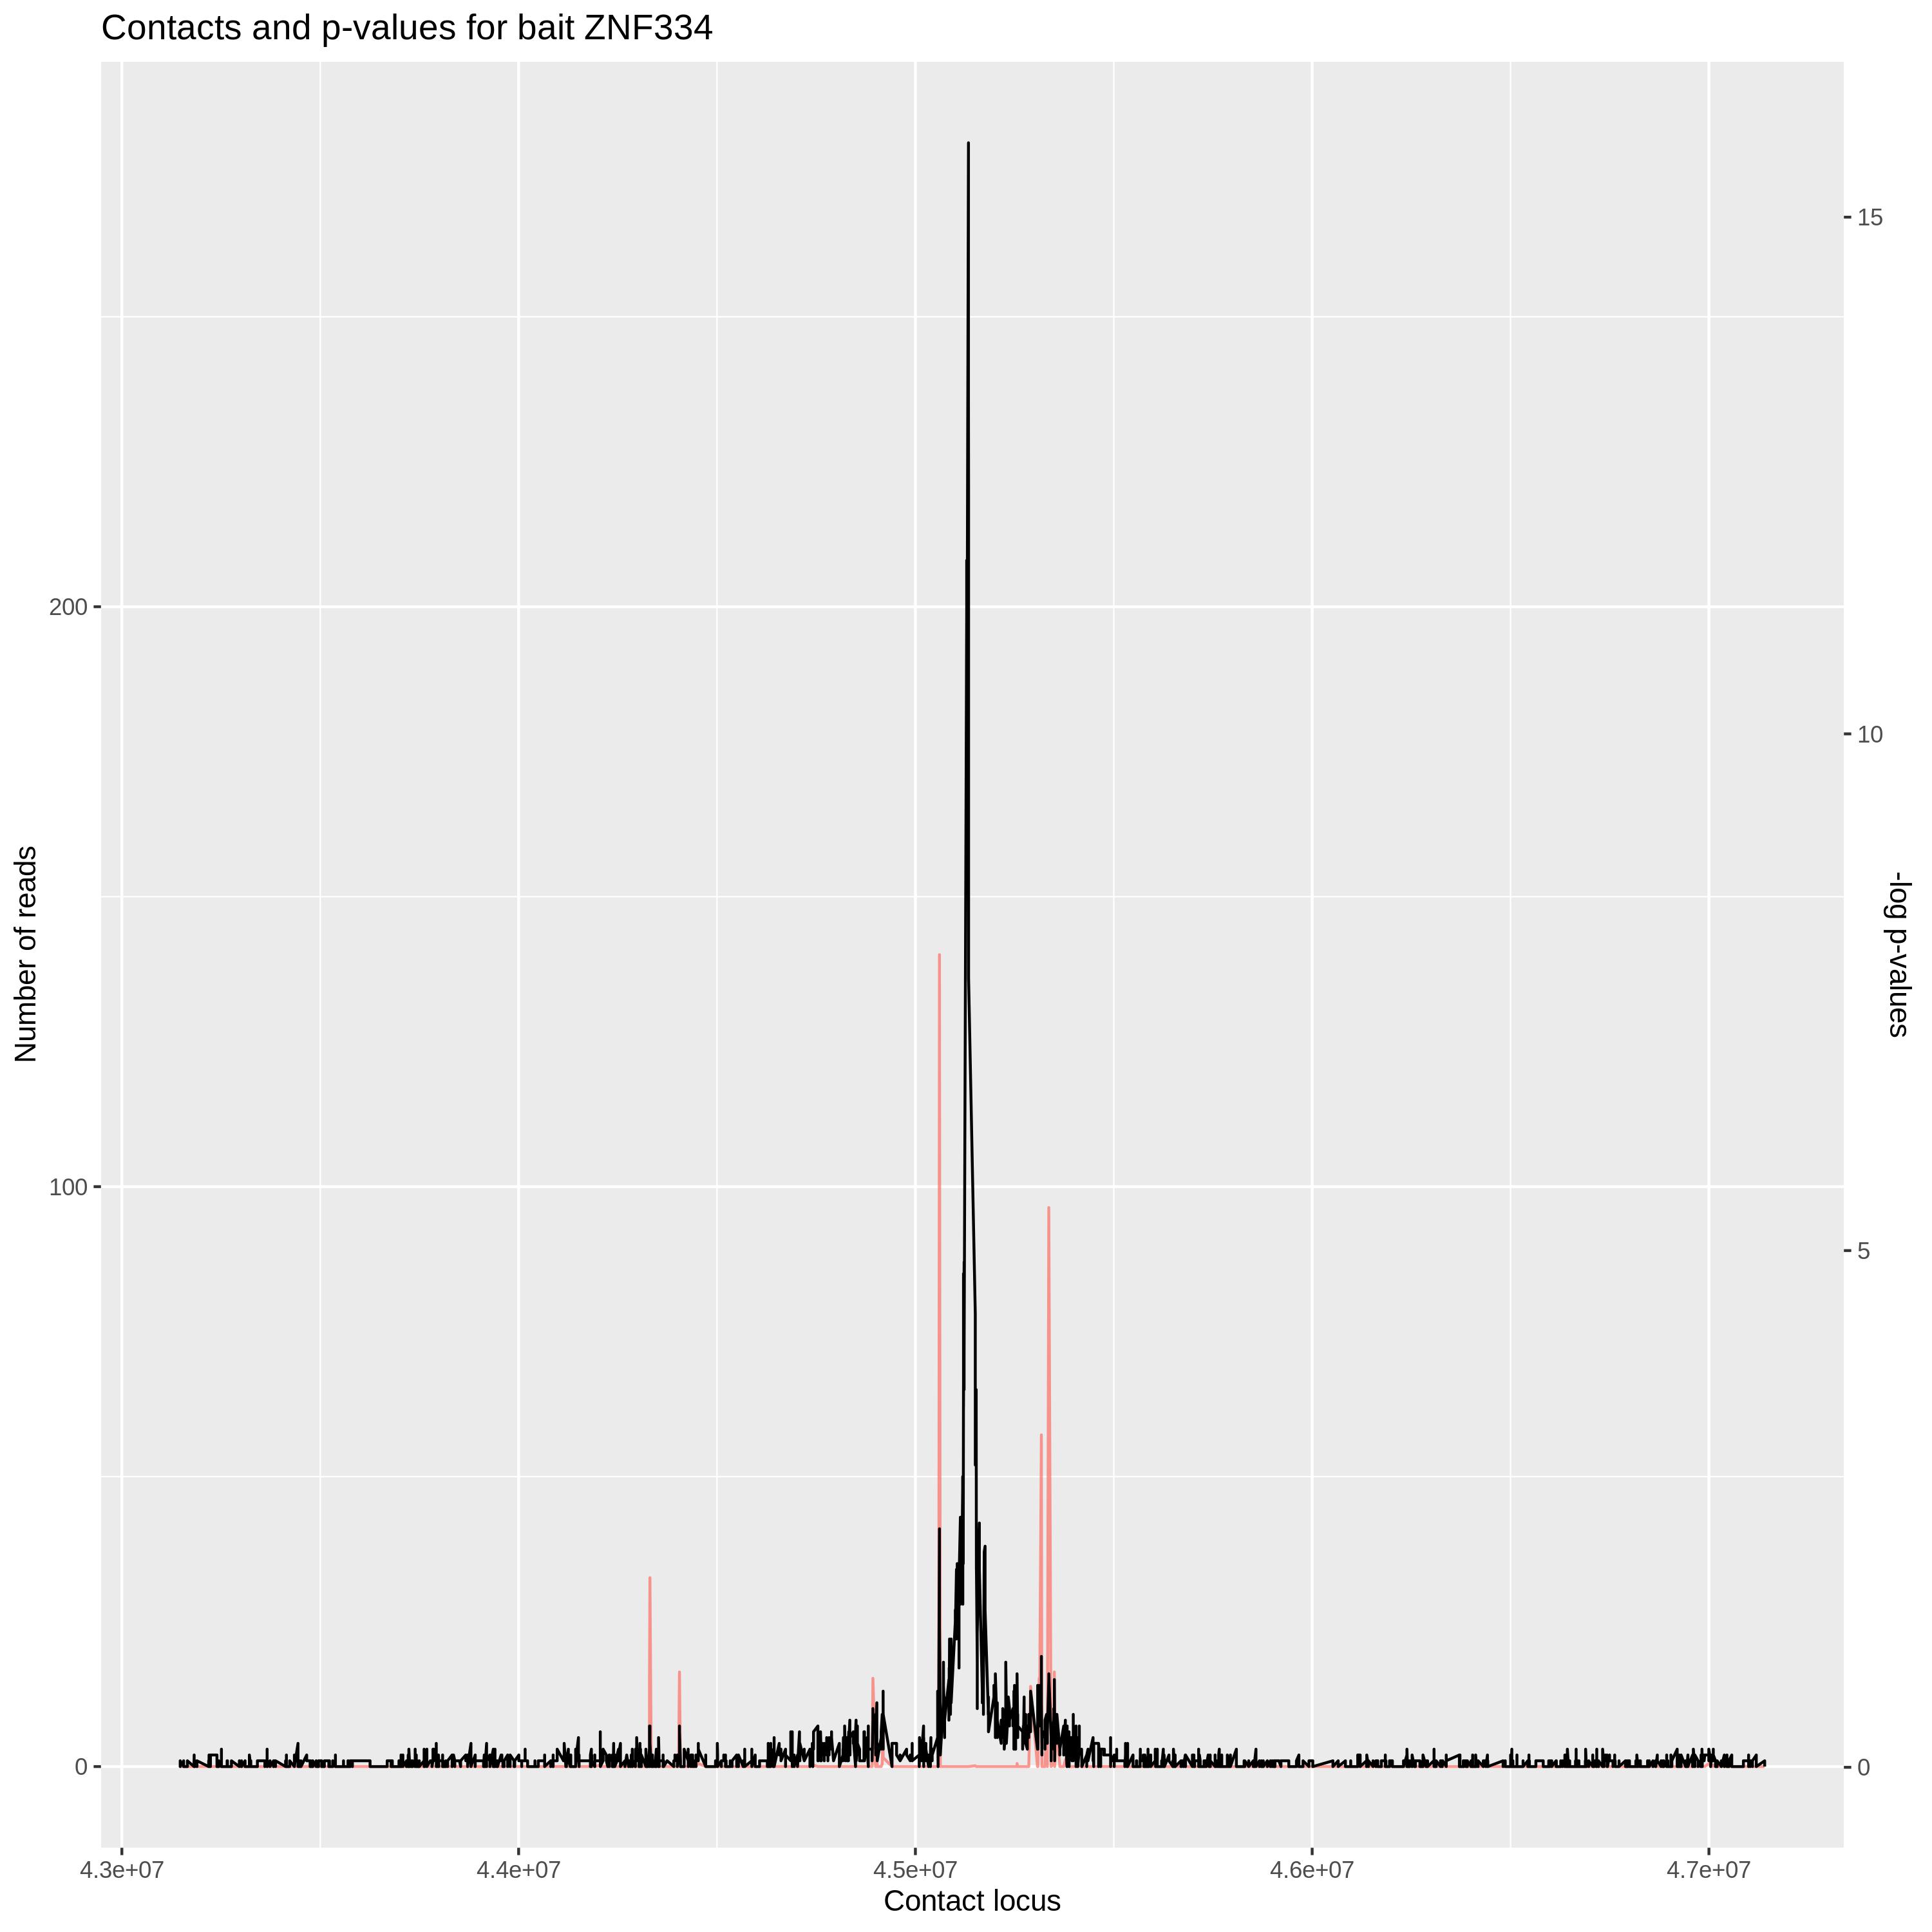 Contacts and p-values for bait ZNF334
Number of reads
200
100
0
15
10
5
0
-log p-values
4.3e+07 4.4e+07 4.5e+07 4.6e+07 4.7e+07
Contact locus